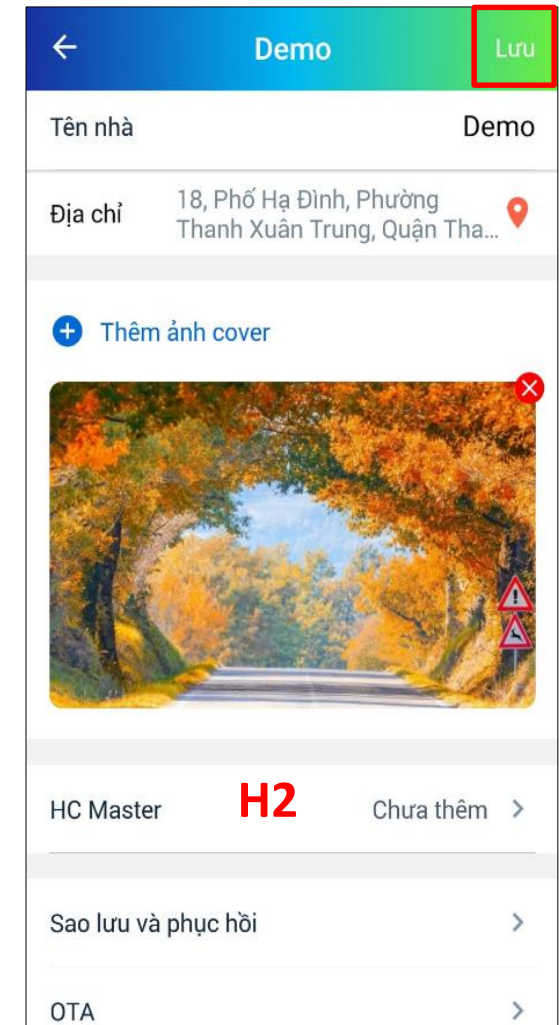 Demo
Lưu
Tên nhà
Demo
Địa chỉ
18, Phố Hạ Đình, Phường
Thanh Xuân Trung, Quận Tha...
Thêm ảnh cover
HC Master
H2
Chưa thêm
Sao lưu và phục hồi
OTA